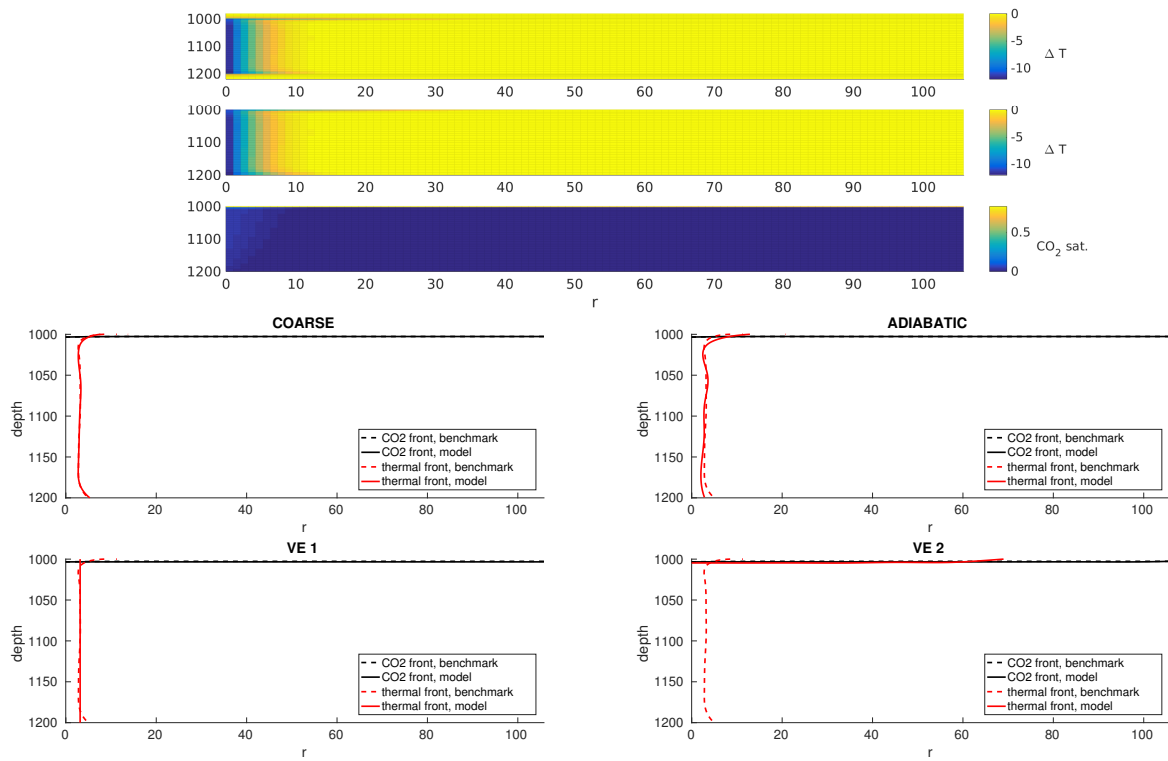 1000
1100
1200
0 10 20 30 40 50 60 70 80 90 100
0
-5
-10
Δ T
1000
1100
1200
0 10 20 30 40 50 60 70 80 90 100
0
-5
-10
Δ T
1000
1100
1200
0 10 20 30 40 50 60 70 80 90 100
r
0.5
0
CO2 sat.
COARSE
depth
1000
1050
1100
1150
1200
0 20 40 60 80 100
r
CO2 front, benchmark
CO2 front, model
thermal front, benchmark
thermal front, model
ADIABATIC
depth
1000
1050
1100
1150
1200
0 20 40 60 80 100
r
CO2 front, benchmark
CO2 front, model
thermal front, benchmark
thermal front, model
VE 1
depth
1000
1050
1100
1150
1200
0 20 40 60 80 100
r
CO2 front, benchmark
CO2 front, model
thermal front, benchmark
thermal front, model
VE 2
depth
1000
1050
1100
1150
1200
0 20 40 60 80 100
r
CO2 front, benchmark
CO2 front, model
thermal front, benchmark
thermal front, model